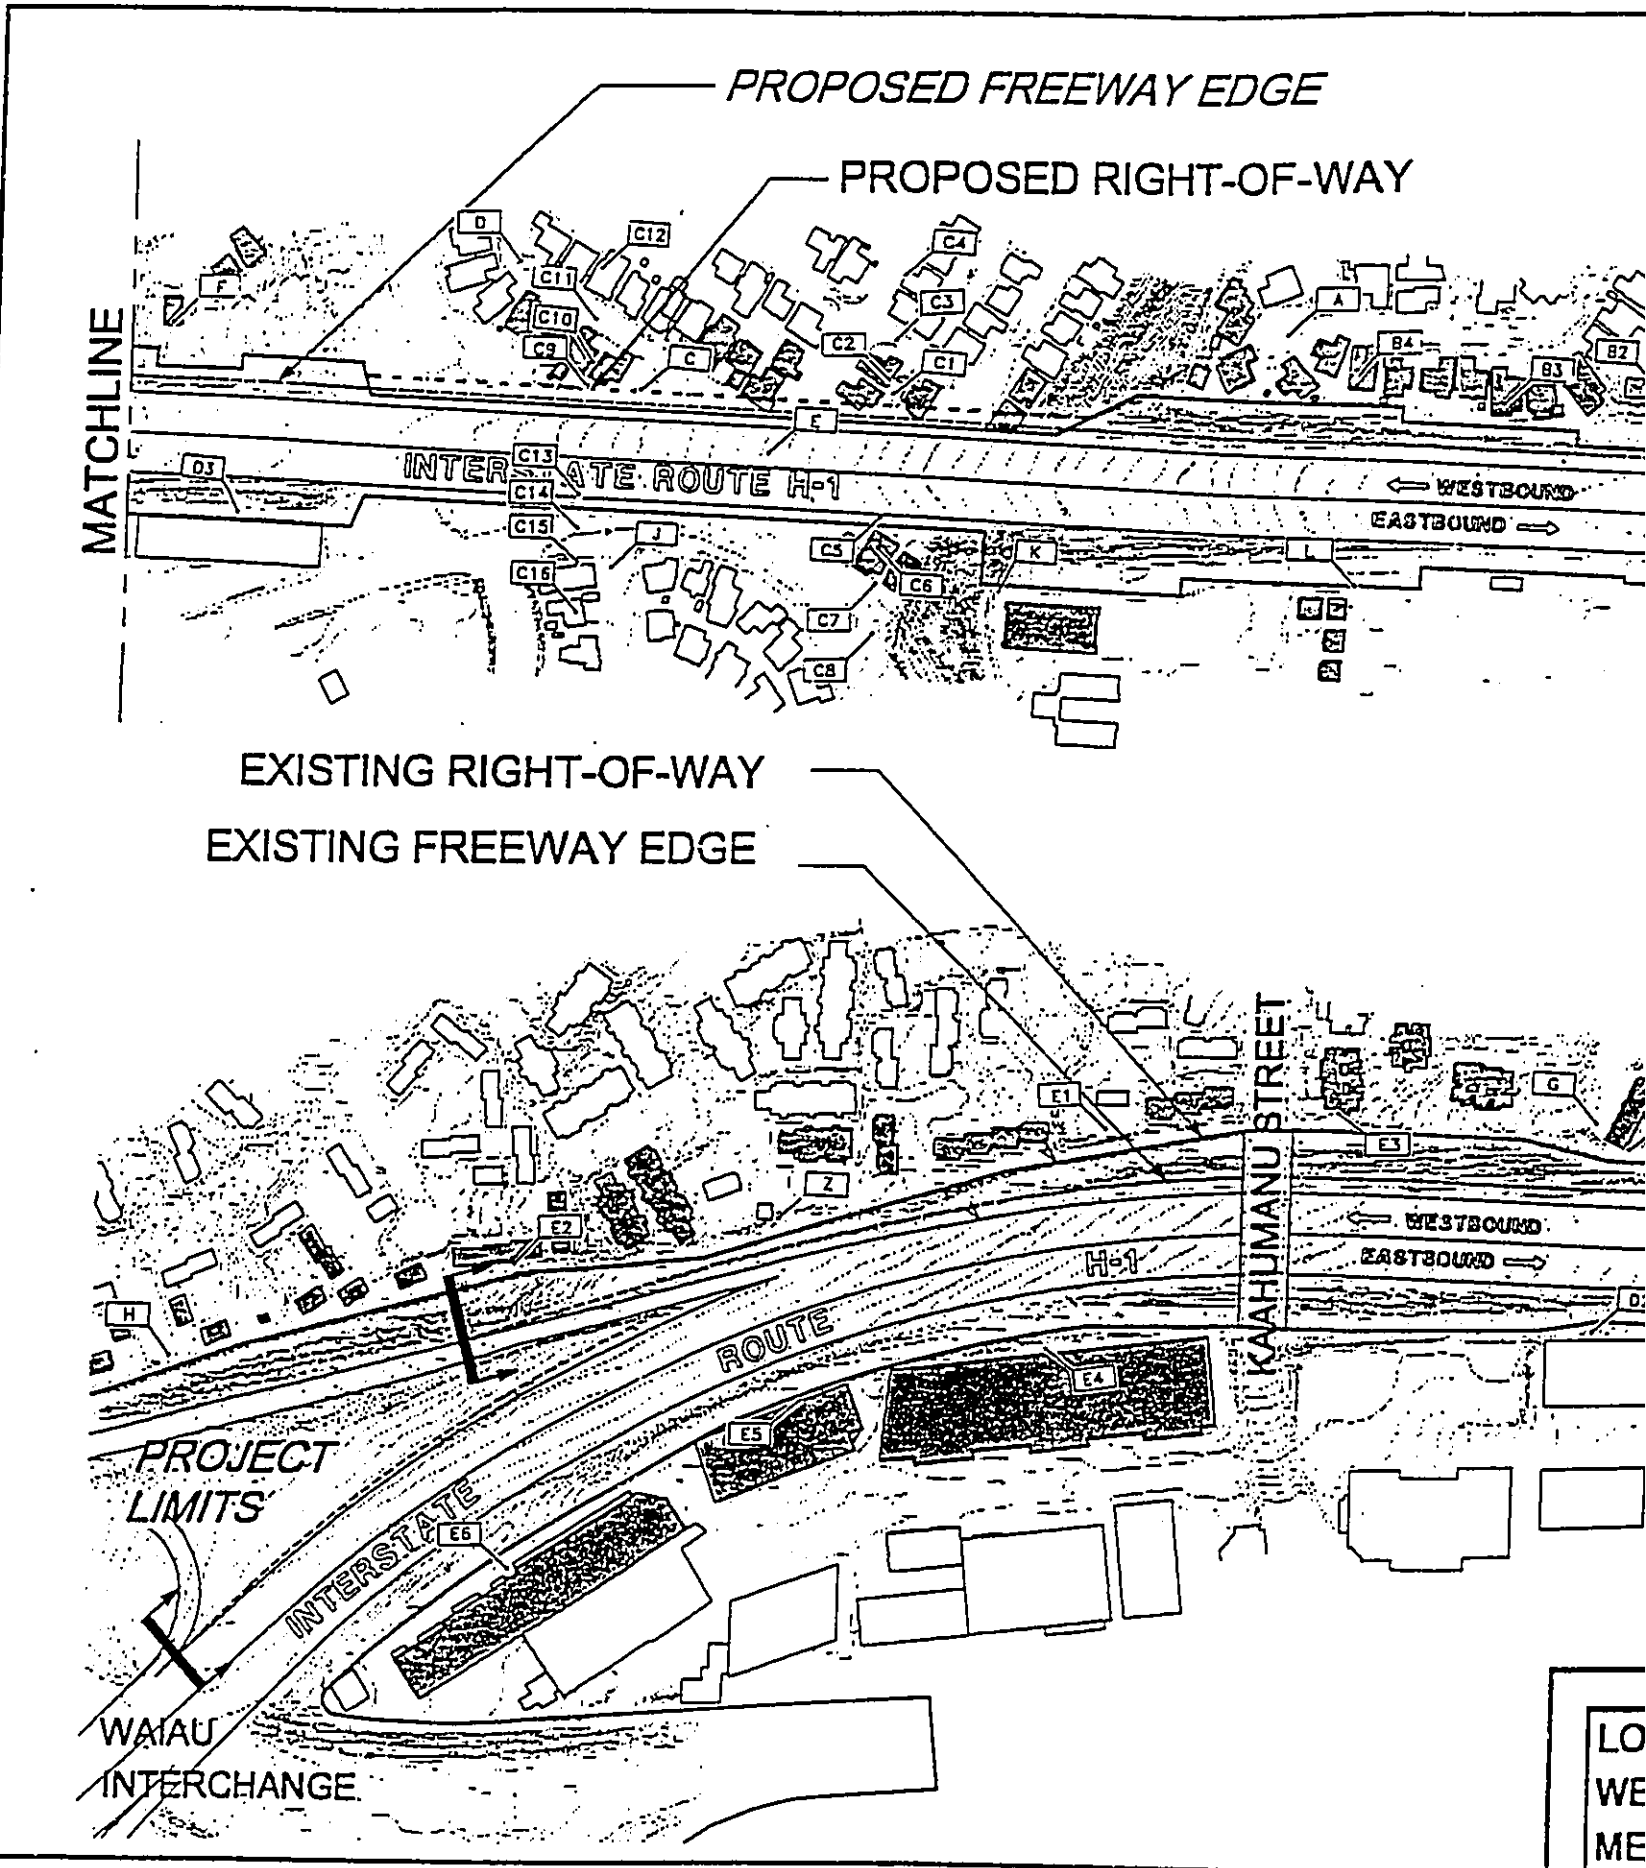 PROPOSED FREEWAY EDGE
PROPOSED RIGHT-OF-WAY
MATCHLINE
D
C12
C4
F
C11
C3
A
C10
C9
C
C2
C1
B4
B3
B2
E
D3
C13
INTER ATE ROUTE H-1
C14
WESTBOUND
EASTBOUND
C15
J
C5
K
L
C16
C6
C7
C8
EXISTING RIGHT-OF-WAY
EXISTING FREEWAY EDGE
KAAHUMANU STREET
E1
G
E3
Z
E2
WESTBOUND
EASTBOUND
H-1
H
ROUTE
E4
E5
PROJECT
LIMITS
INTERSTATE
E6
WAIAU
INTERCHANGE
LO
WE
ME